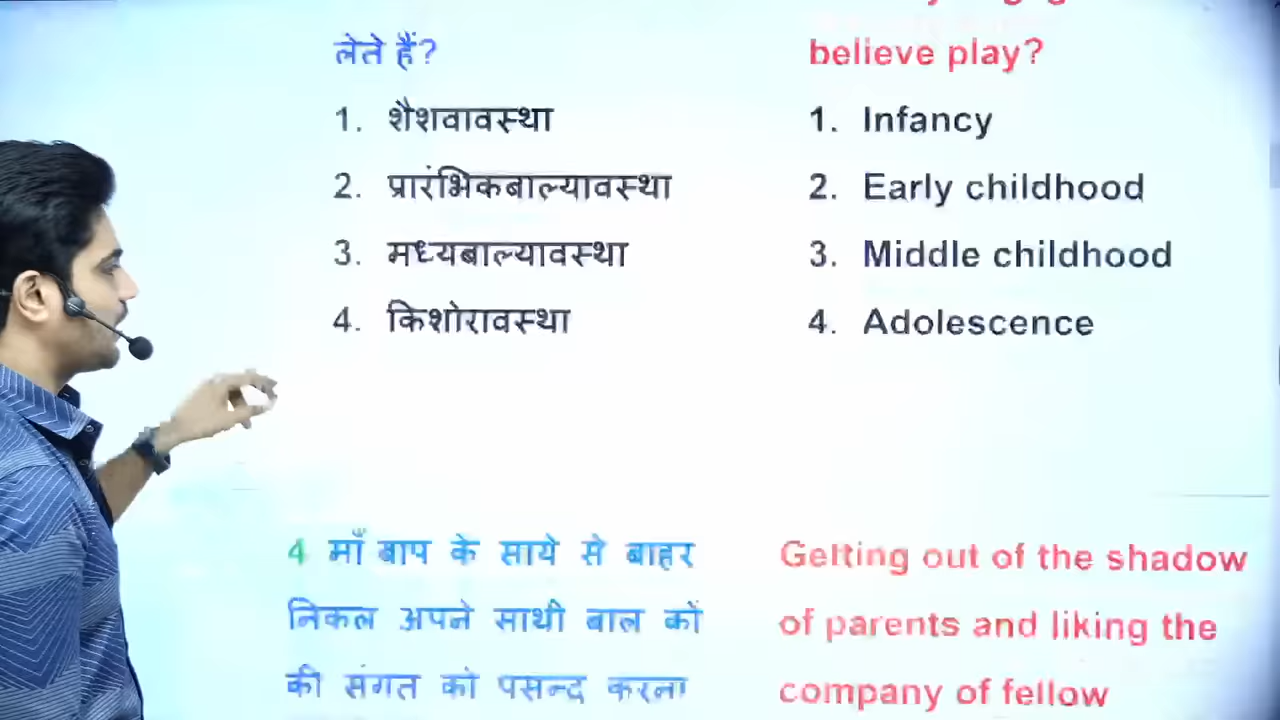 लेते हैं?
1. शैशवावस्था
2. प्रारंभिकबाल्यावस्था
3. मध्यबाल्यावस्था
4. किशोरावस्था
believe play?
1. Infancy
2. Early childhood
3. Middle childhood
4. Adolescence
4 माँ बाप के साये से बाहर
निकल अपने साथी बाल कों
की संगत को पसन्द करना
Gelting out of the shadow
of parents and liking the
company of fellow